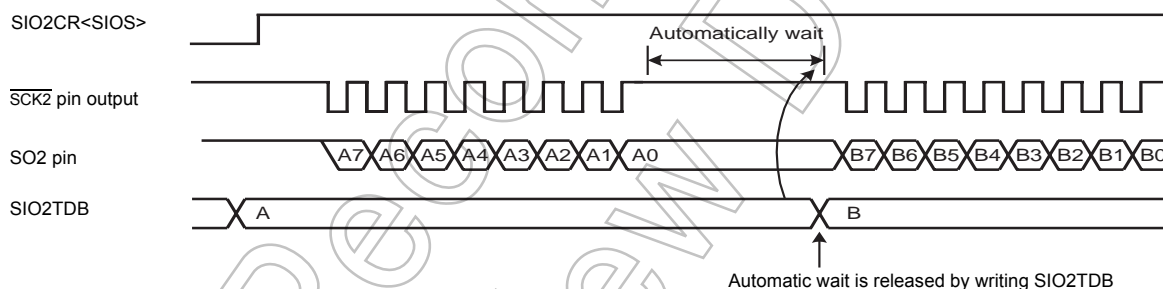 SIO2CR<SIOS>
Automatically wait
SCK2 pin output
SO2 pin
A7 A6 A5 A4 A3 A2 A1 A0 B7 B6 B5 B4 B3 B2 B1 B0
SIO2TDB
A B
Automatic wait is released by writing SIO2TDB